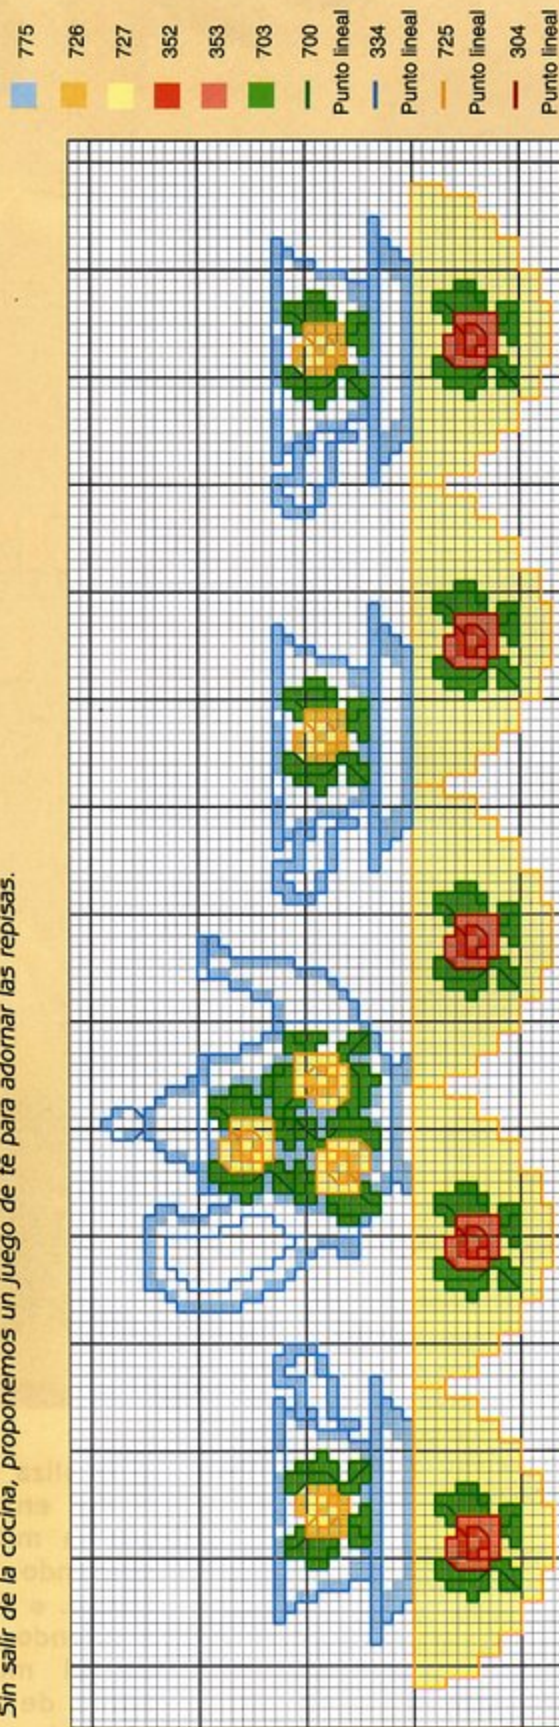 Sin salir de la cocina, proponemos un juego de té para adornar las repisas.
775
726
727
352
353
703
700
Punto lineal
334
Punto lineal
725
Punto lineal
304
Punto lineal